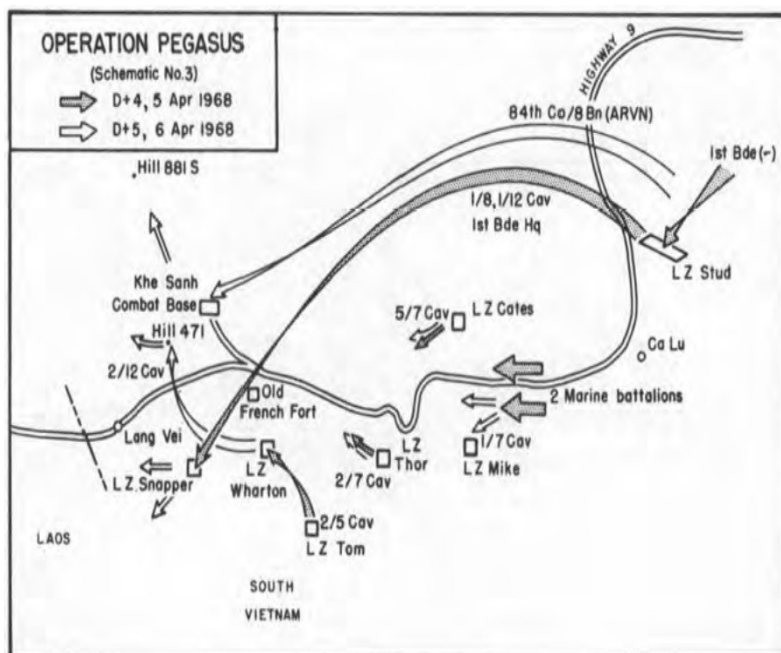 OPERATION PEGASUS
(Schematic No.3)
D+4, 5 Apr 1968
D+5, 6 Apr 1968
HIGHWAY 9
84th Co/8 Bn (ARVN)
1st Bde (-)
Hill 881 S
1/8, 1/12 Cav
1st Bde Hq
LZ Stud
Khe Sanh
Combat Base
5/7 Cav
LZ Cates
Hill 471
Ca Lu
2/12 Cav
Old
French Fort
2 Marine battalions
Lang Vei
LZ
Thor
1/7 Cav
LZ Snapper
LZ
Wharton
2/7 Cav
LZ Mike
2/5 Cav
LAOS
LZ Tom
SOUTH
VIETNAM